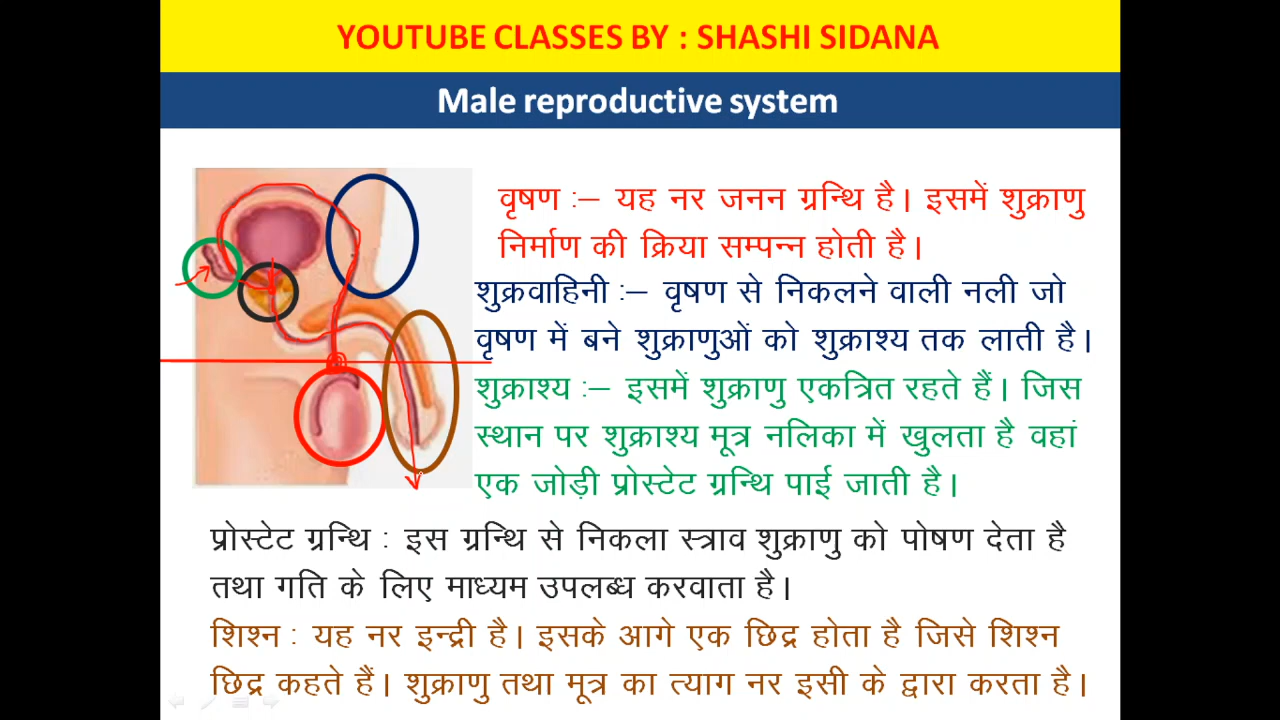 YOUTUBE CLASSES BY : SHASHI SIDANA
Male reproductive system
वृषण :– यह नर जनन ग्रन्थि है। इसमें शुक्राणु
निर्माण की क्रिया सम्पन्न होती है।
शुक्रवाहिनी :– वृषण से निकलने वाली नली जो
वृषण में बने शुक्राणुओं को शुक्राश्य तक लाती है।
शुक्राश्य :– इसमें शुक्राणु एकत्रित रहते हैं। जिस
स्थान पर शुक्राश्य मूत्र नलिका में खुलता है वहां
एक जोड़ी प्रोस्टेट ग्रन्थि पाई जाती है।
प्रोस्टेट ग्रन्थि : इस ग्रन्थि से निकला स्त्राव शुक्राणु को पोषण देता है
तथा गति के लिए माध्यम उपलब्ध करवाता है।
शिश्न : यह नर इन्द्री है। इसके आगे एक छिद्र होता है जिसे शिश्न
छिद्र कहते हैं। शुक्राणु तथा मूत्र का त्याग नर इसी के द्वारा करता है।